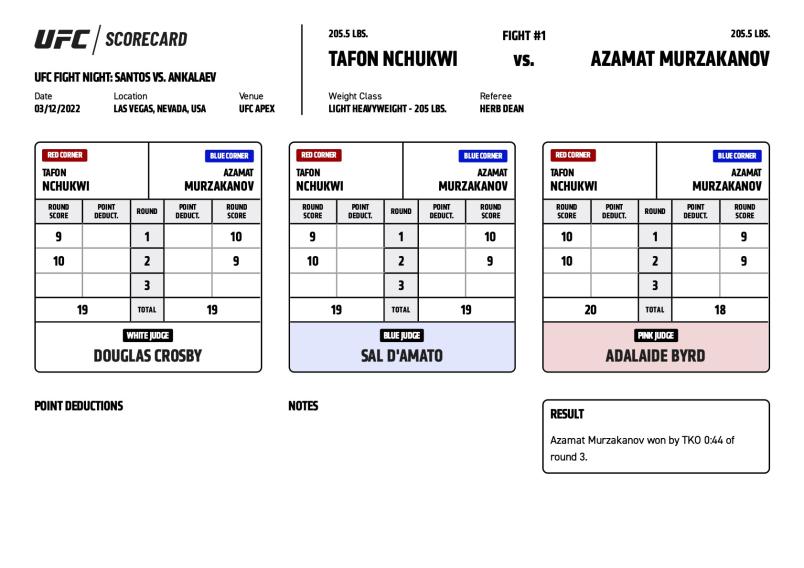 UFC / SCORECARD
UFC FIGHT NIGHT: SANTOS VS. ANKALAEV
Date Location Venue
03/12/2022 LAS VEGAS, NEVADA, USA UFC APEX
205.5 LBS. FIGHT #1 205.5 LBS.
TAFON NCHUKWI VS. AZAMAT MURZAKANOV
Weight Class Referee
LIGHT HEAVYWEIGHT - 205 LBS. HERB DEAN
RED CORNER BLUE CORNER
TAFON AZAMAT
NCHUKWI MURZAKANOV
ROUND SCORE POINT DEDUCT. ROUND POINT DEDUCT. ROUND SCORE
9 1 10
10 2 9
3
19 TOTAL 19
WHITE JUDGE
DOUGLAS CROSBY
RED CORNER BLUE CORNER
TAFON AZAMAT
NCHUKWI MURZAKANOV
ROUND SCORE POINT DEDUCT. ROUND POINT DEDUCT. ROUND SCORE
9 1 10
10 2 9
3
19 TOTAL 19
BLUE JUDGE
SAL D'AMATO
RED CORNER BLUE CORNER
TAFON AZAMAT
NCHUKWI MURZAKANOV
ROUND SCORE POINT DEDUCT. ROUND POINT DEDUCT. ROUND SCORE
10 1 9
10 2 9
3
20 TOTAL 18
PINK JUDGE
ADALAIDE BYRD
POINT DEDUCTIONS
NOTES
RESULT
Azamat Murzakanov won by TKO 0:44 of
round 3.